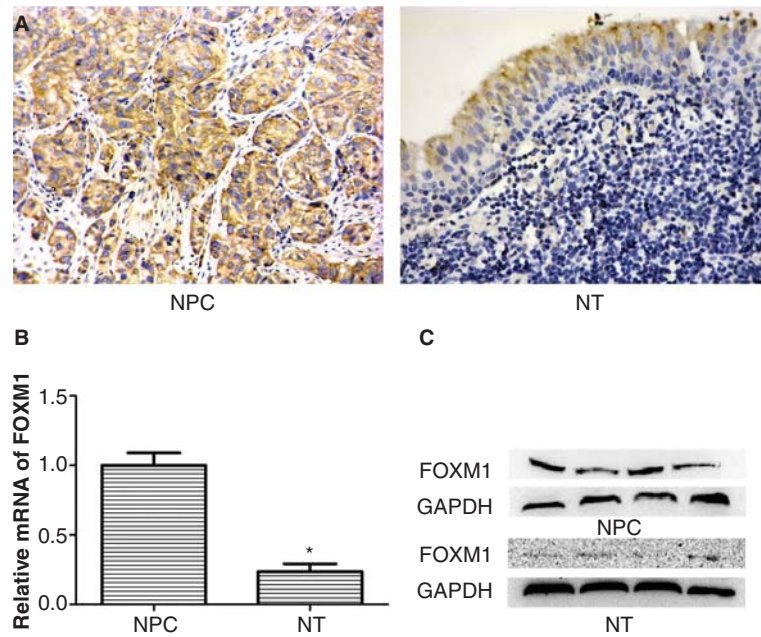 A
NPC
NT
B
C
Relative mRNA of FOXM1
1.5
1.0
0.5
0.0
*
NPC
NT
FOXM1
GAPDH
NPC
FOXM1
GAPDH
NT